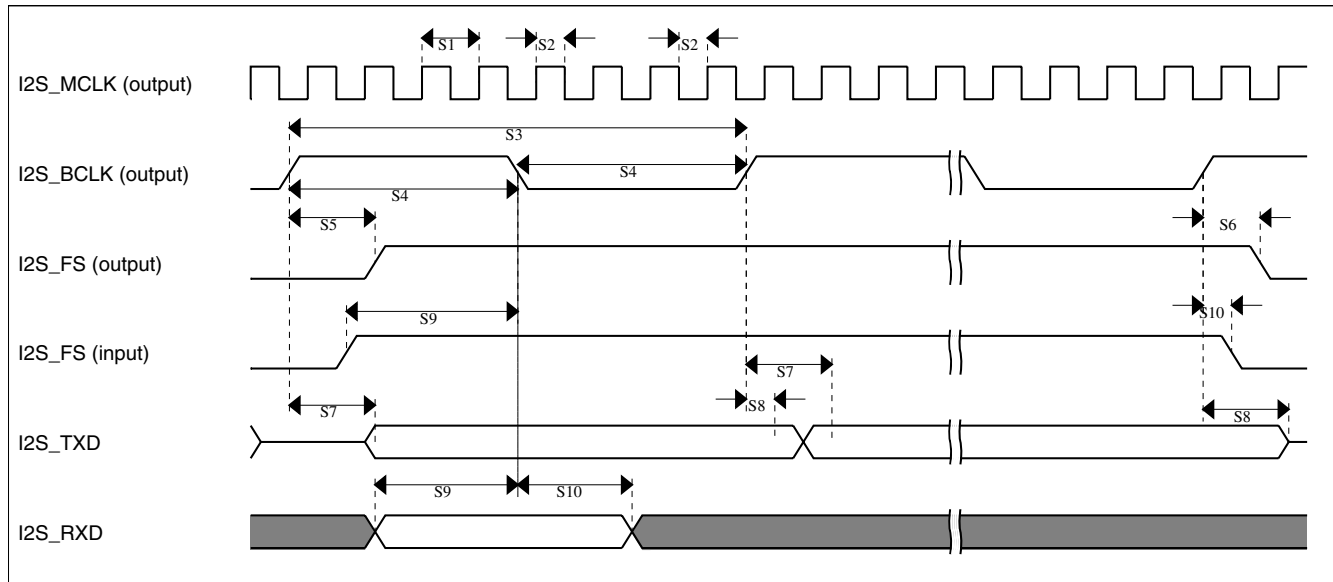 S1
S2
S2
I2S_MCLK (output)
S3
I2S_BCLK (output)
S4
S4
S5
S6
I2S_FS (output)
S9
S10
I2S_FS (input)
S7
S7
S8
S8
I2S_TXD
S9
S10
I2S_RXD